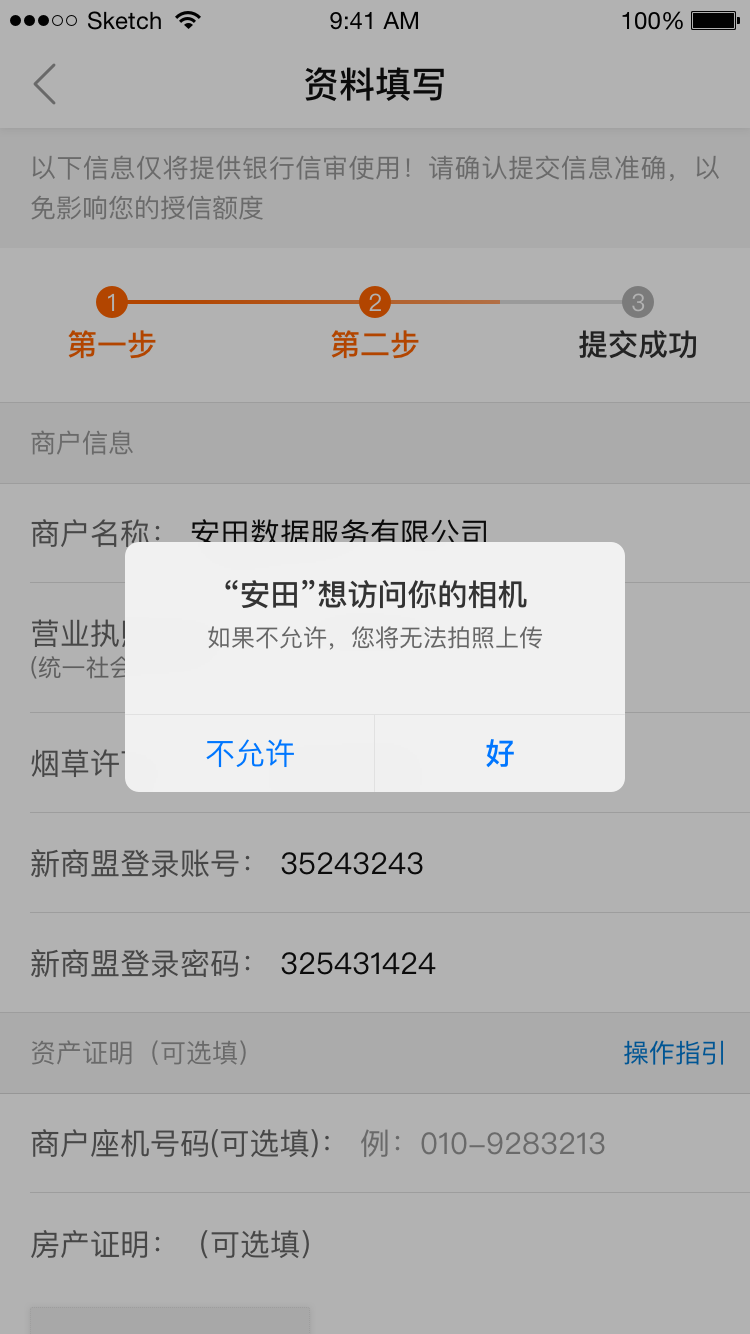 Sketch 9:41 AM 100%
资料填写
以下信息仅将提供银行信审使用！请确认提交信息准确，以
免影响您的授信额度
1 2 3
第一步 第二步 提交成功
商户信息
商户名称： 安田数据服务有限公司
“安田”想访问你的相机
营业执
如果不允许，您将无法拍照上传
(统一社会
不允许 好
烟草许
新商盟登录账号： 35243243
新商盟登录密码： 325431424
资产证明（可选填） 操作指引
商户座机号码(可选填)： 例：010-9283213
房产证明： （可选填）